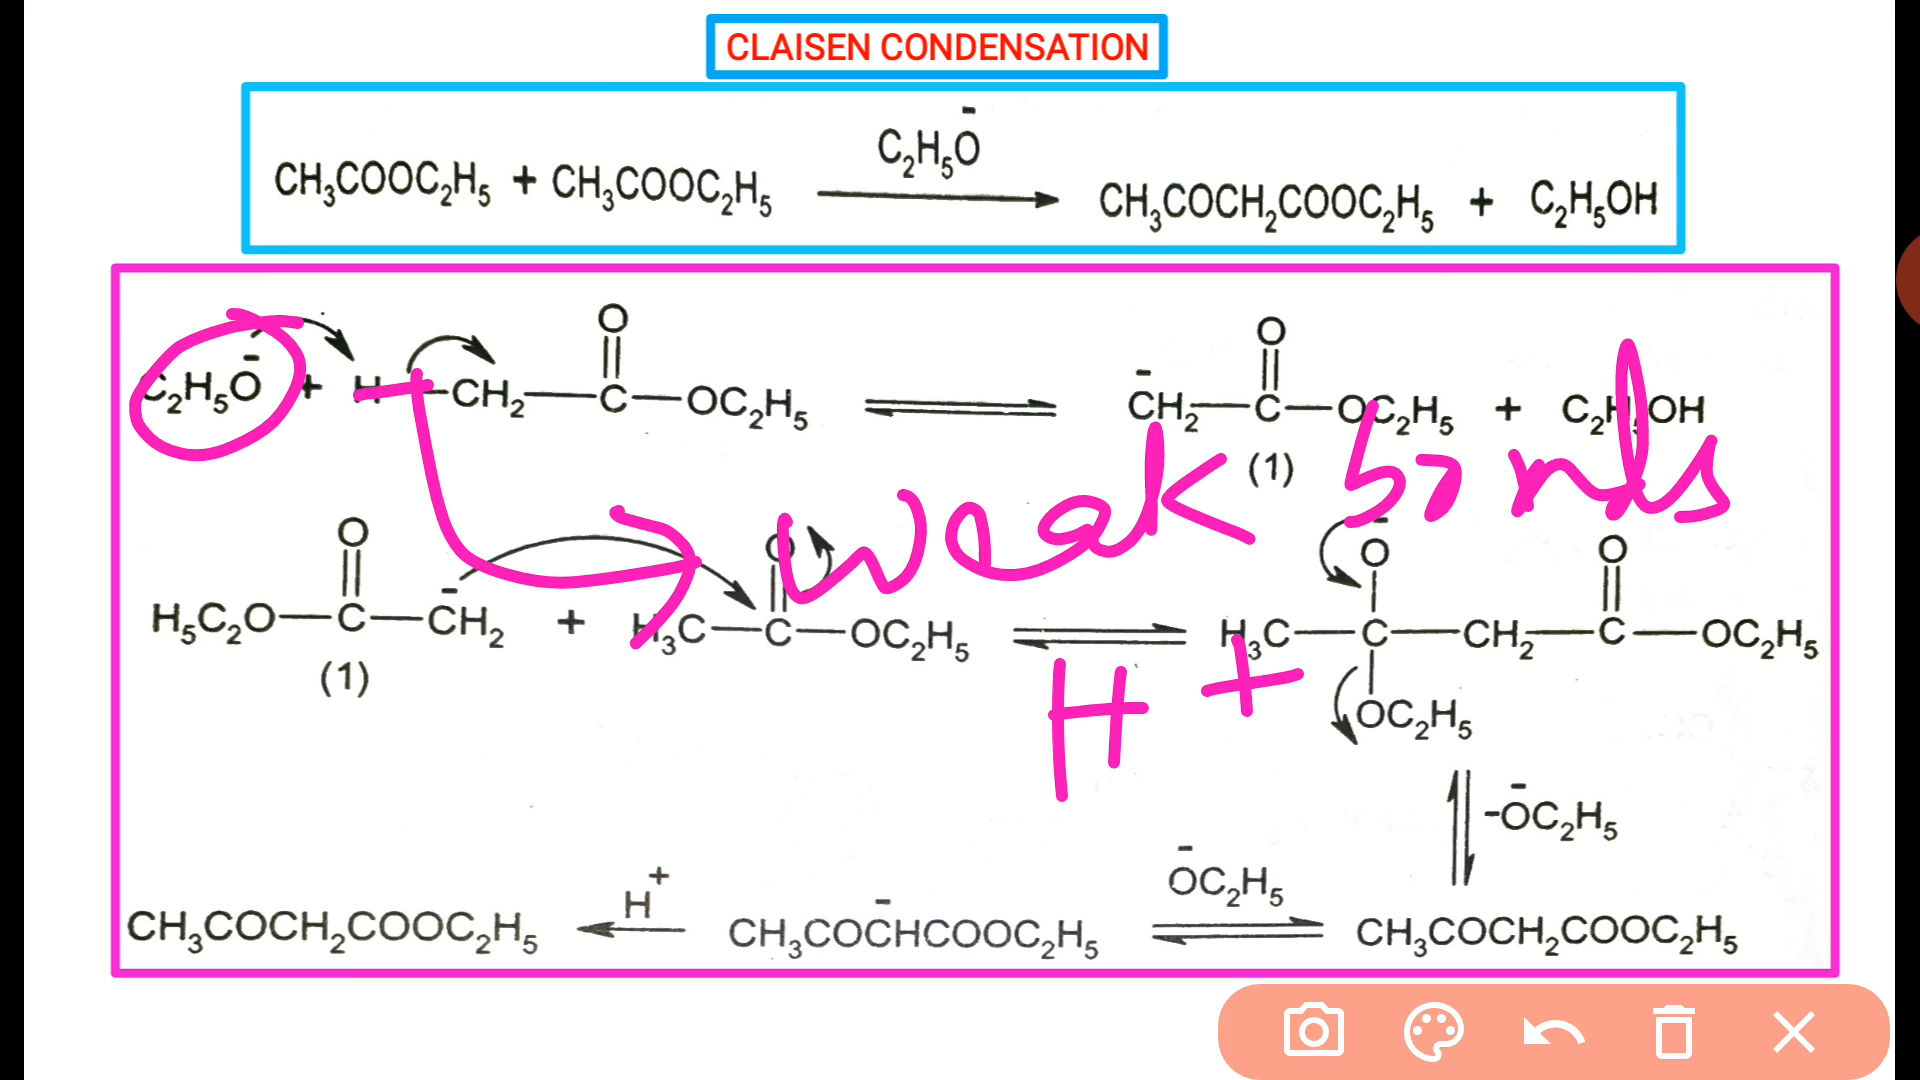 CLAISEN CONDENSATION
CH₃COOC₂H₅ + CH₃COOC₂H₅ C₂H₅O⁻ → CH₃COCH₂COOC₂H₅ + C₂H₅OH
C₂H₅O⁻ + H—CH₂—C(=O)—OC₂H₅ ⇌ ⁻CH₂—C(=O)—OC₂H₅ + C₂H₅OH
(1)
weak bonds
H₅C₂O—C(=O)—⁻CH₂ + H₃C—C(=O)—OC₂H₅ ⇌ H₃C—C(O⁻)(OC₂H₅)—CH₂—C(=O)—OC₂H₅
(1)
H +
-⁻OC₂H₅
CH₃COCH₂COOC₂H₅ ← H⁺ CH₃CO⁻CHCOOC₂H₅ ⇌ ⁻OC₂H₅ CH₃COCH₂COOC₂H₅